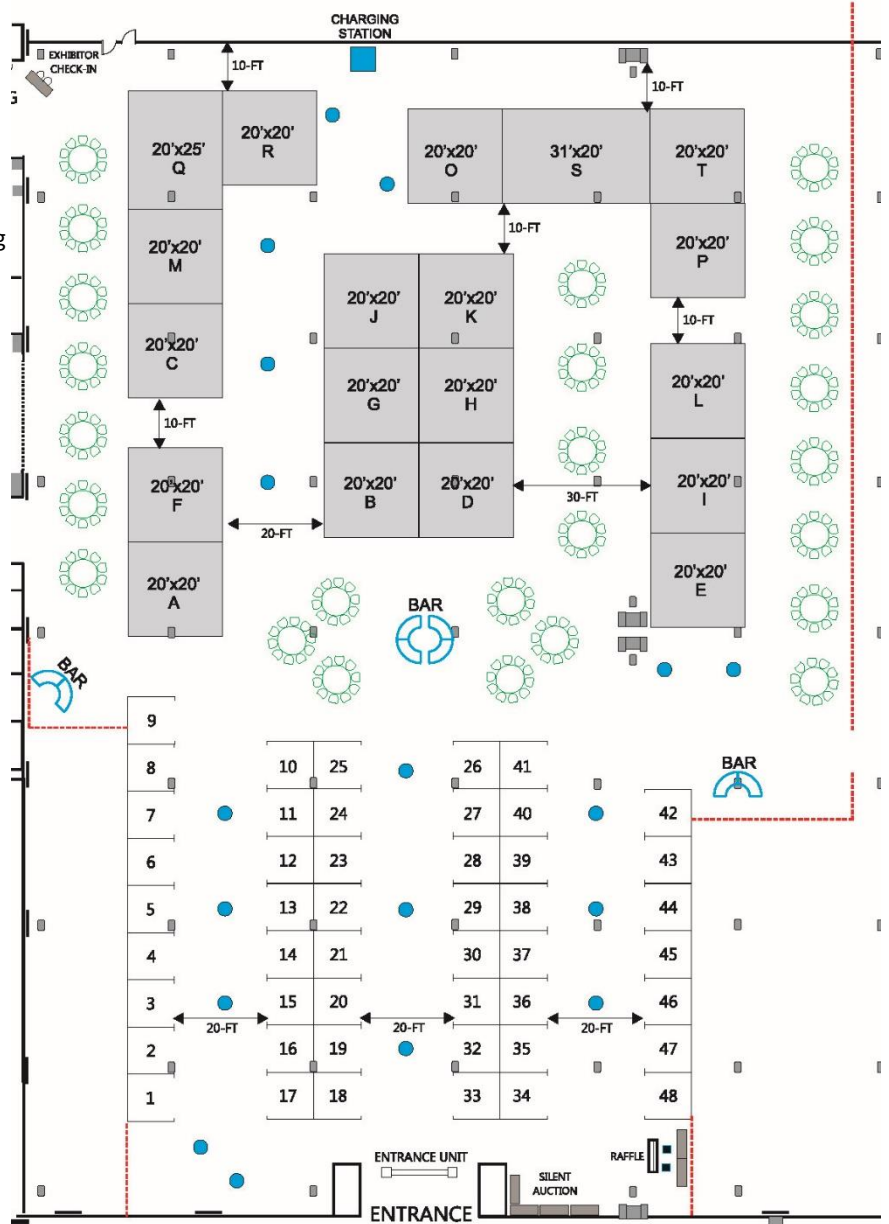 CHARGING
STATION
EXHIBITOR
CHECK-IN
G
10-FT
10-FT
20'x25'
Q
20'x20'
R
20'x20'
O
31'x20'
S
20'x20'
T
gg
20'x20'
M
10-FT
20'x20'
P
20'x20'
J
20'x20'
K
10-FT
20'x20'
C
20'x20'
G
20'x20'
H
20'x20'
L
10-FT
20'x20'
F
20'x20'
B
20'x20'
D
30-FT
20'x20'
I
20-FT
20'x20'
A
20'x20'
E
BAR
BAR
BAR
9
8
10
25
26
41
7
11
24
27
40
42
6
12
23
28
39
43
5
13
22
29
38
44
4
14
21
30
37
45
3
15
20
31
36
46
20-FT
20-FT
20-FT
2
16
19
32
35
47
1
17
18
33
34
48
ENTRANCE UNIT
RAFFLE
SILENT
AUCTION
ENTRANCE